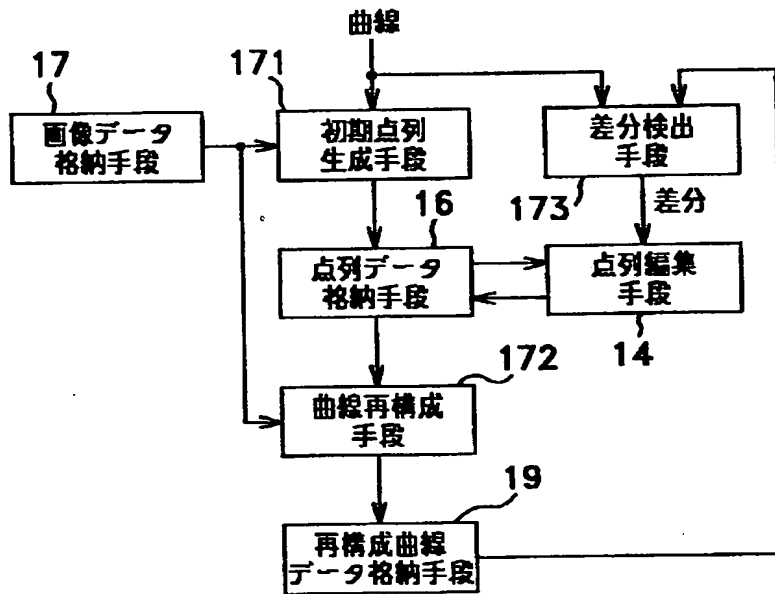 曲線
17
171
画像データ
格納手段
初期点列
生成手段
差分検出
手段
173
差分
16
点列データ
格納手段
点列編集
手段
14
172
曲線再構成
手段
19
再構成曲線
データ格納手段